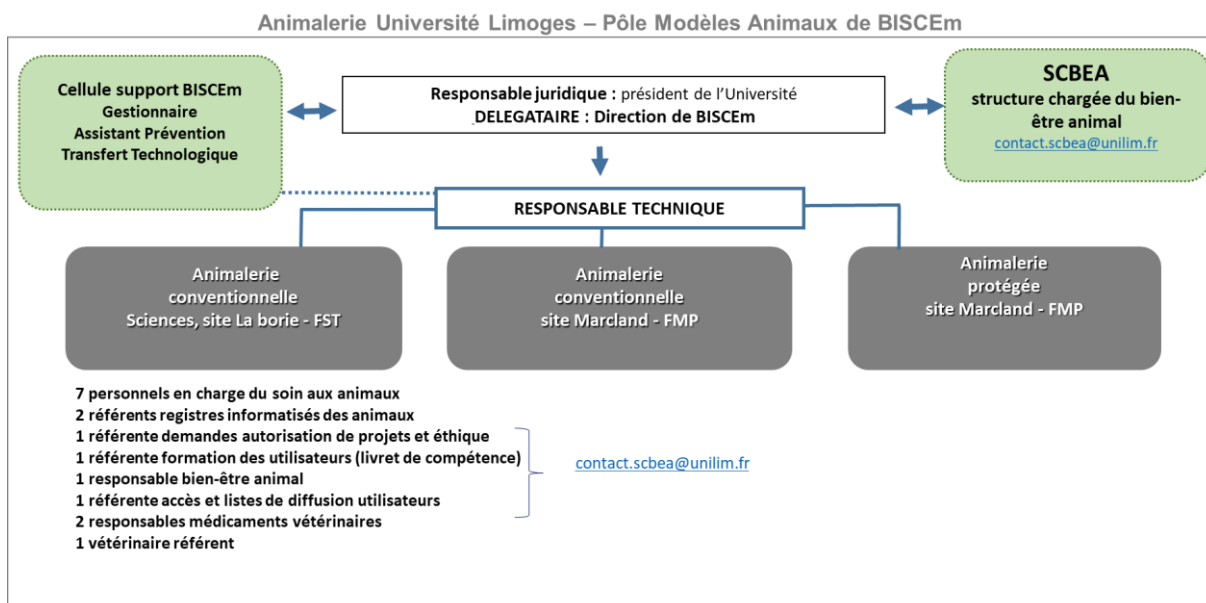 Animalerie Université Limoges – Pôle Modèles Animaux de BISCEm
Cellule support BISCEm
Gestionnaire
Assistant Prévention
Transfert Technologique
Responsable juridique : président de l'Université
DELEGATAIRE : Direction de BISCEm
SCBEA
structure chargée du bien-
être animal
contact.scbea@unilim.fr
RESPONSABLE TECHNIQUE
Animalerie
conventionnelle
Sciences, site La borie - FST
Animalerie
conventionnelle
site Marcland - FMP
Animalerie
protégée
site Marcland - FMP
7 personnels en charge du soin aux animaux
2 référents registres informatisés des animaux
1 référente demandes autorisation de projets et éthique
1 référente formation des utilisateurs (livret de compétence)
1 responsable bien-être animal
1 référente accès et listes de diffusion utilisateurs
2 responsables médicaments vétérinaires
1 vétérinaire référent
contact.scbea@unilim.fr